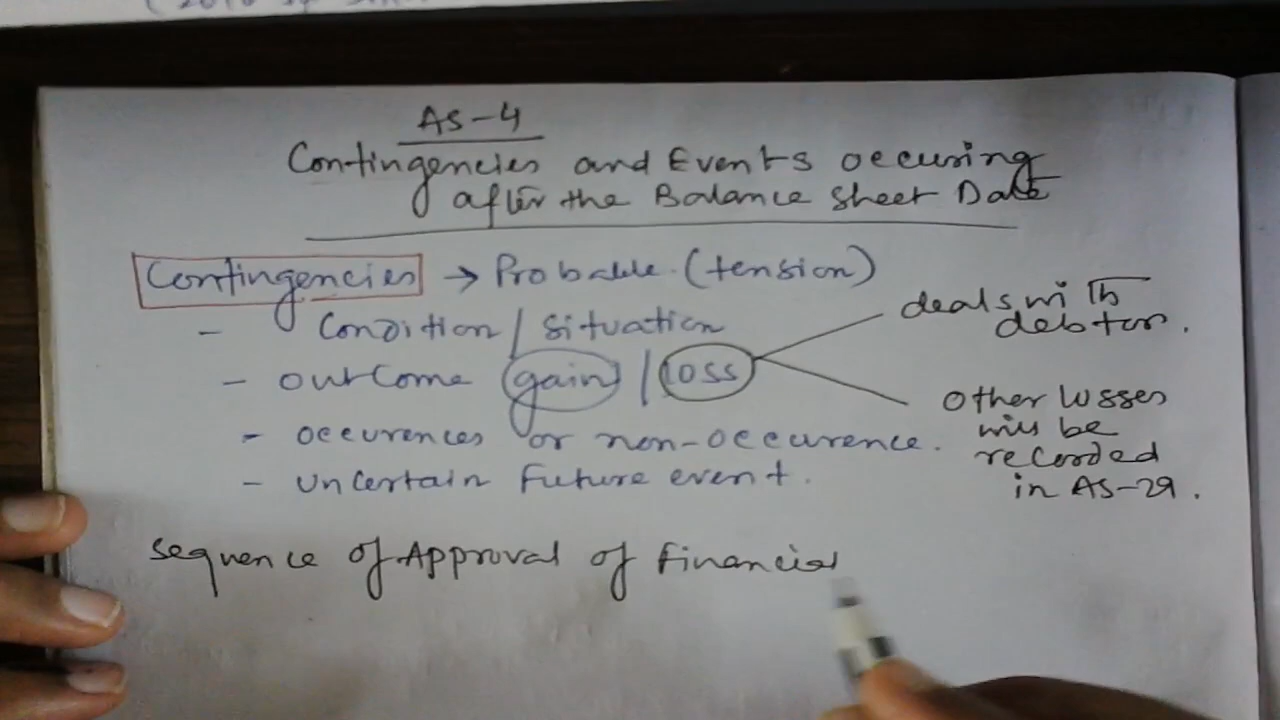 AS-4
Contingencies and Events occuring
after the Balance Sheet Date
Contingencies → Probable (tension)
- Condition / Situation
- outcome gain / loss
- occurences or non-occurence.
- uncertain Future event.
deals with
debtors.
Other losses
will be
recorded
in AS-29.
Sequence of Approval of Financial